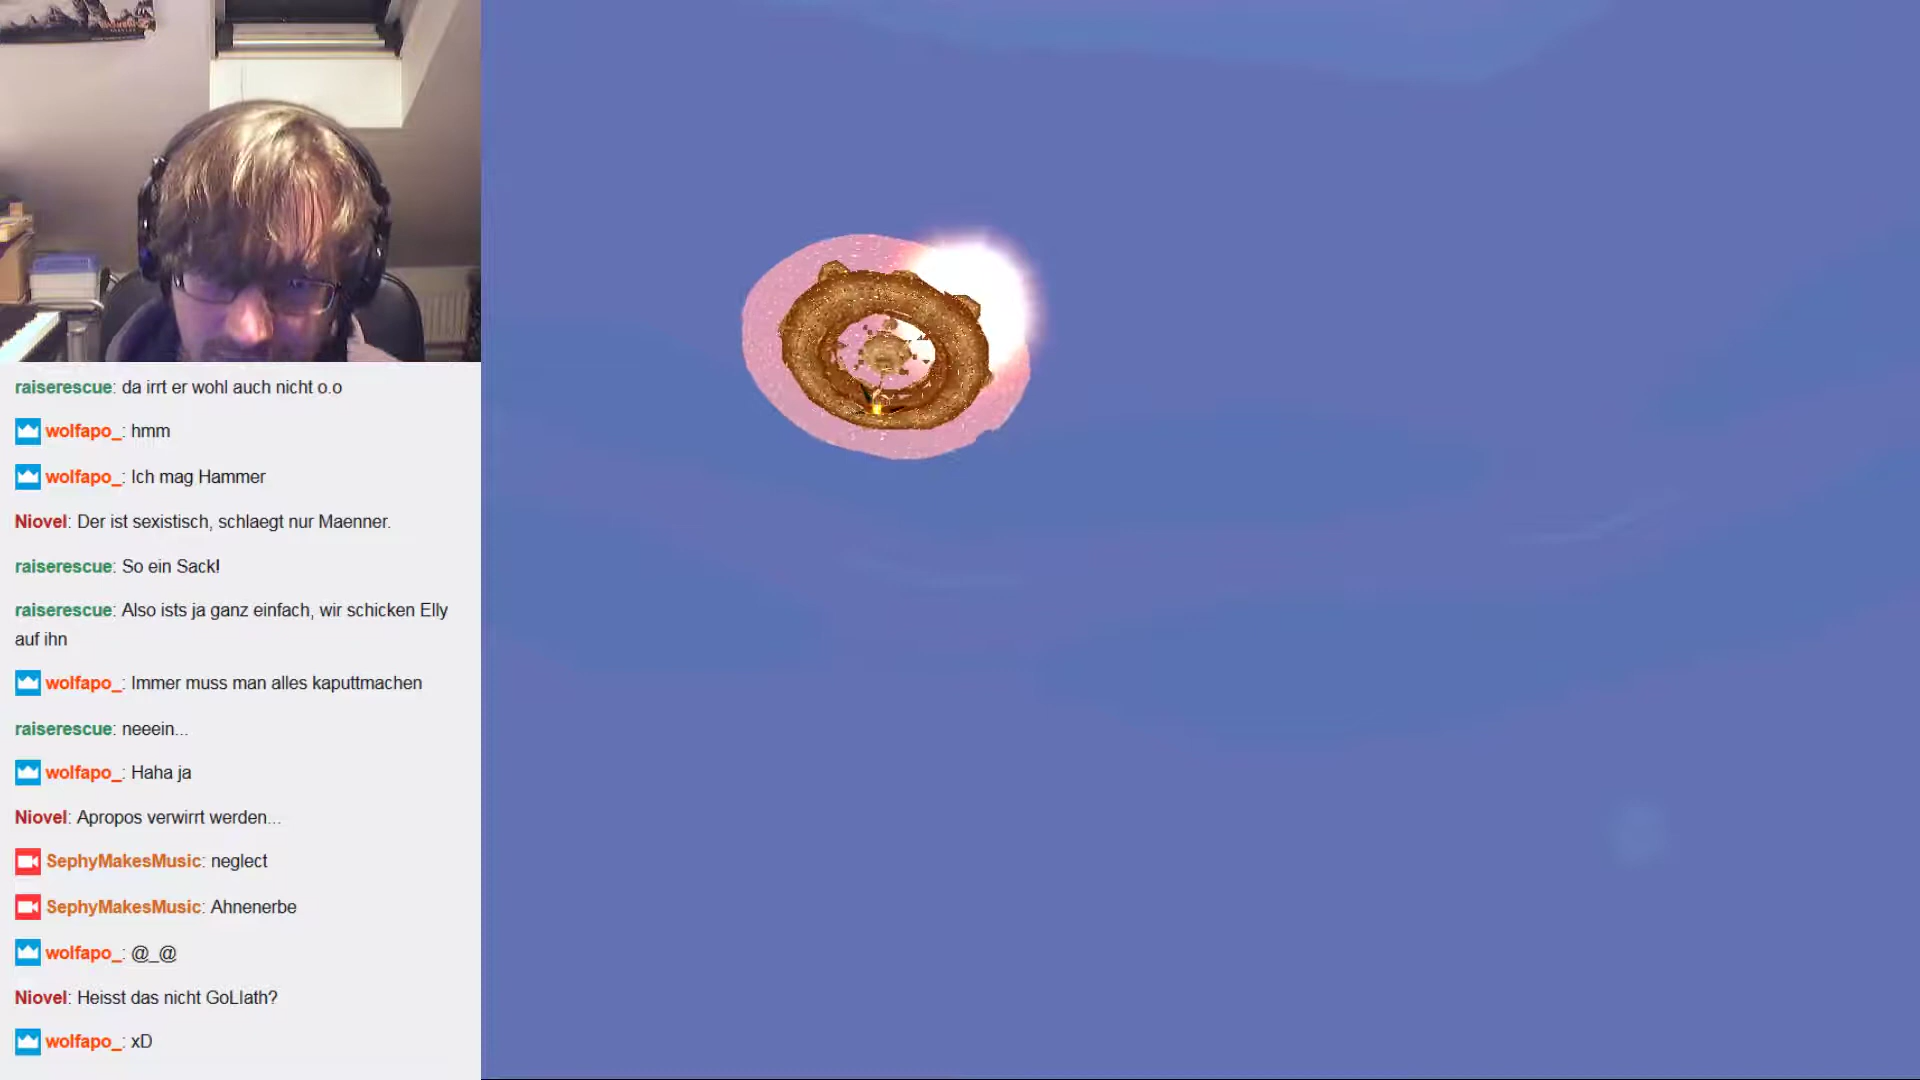 raiserescue: da irrt er wohl auch nicht o.o
wolfapo_: hmm
wolfapo_: Ich mag Hammer
Niovel: Der ist sexistisch, schlaegt nur Maenner.
raiserescue: So ein Sack!
raiserescue: Also ists ja ganz einfach, wir schicken Elly
auf ihn
wolfapo_: Immer muss man alles kaputtmachen
raiserescue: neeein...
wolfapo_: Haha ja
Niovel: Apropos verwirrt werden...
SephyMakesMusic: neglect
SephyMakesMusic: Ahnenerbe
wolfapo_: @_@
Niovel: Heisst das nicht GoLIath?
wolfapo_: xD